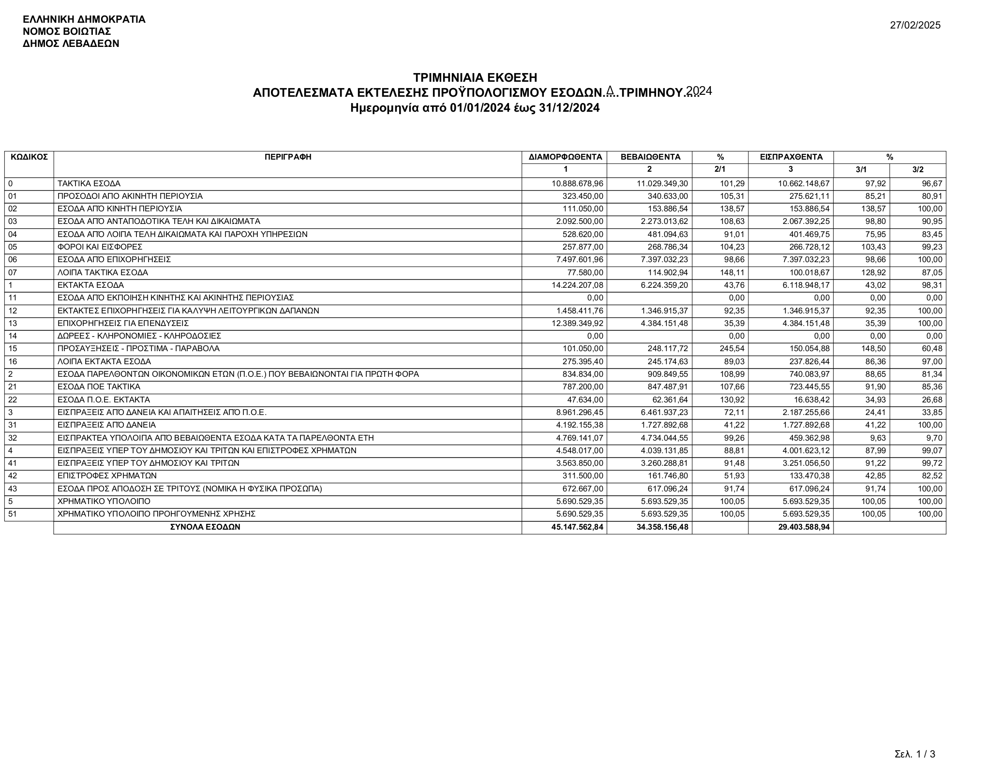 ΕΛΛΗΝΙΚΗ ΔΗΜΟΚΡΑΤΙΑ
ΝΟΜΟΣ ΒΟΙΩΤΙΑΣ
ΔΗΜΟΣ ΛΕΒΑΔΕΩΝ
27/02/2025
ΤΡΙΜΗΝΙΑΙΑ ΕΚΘΕΣΗ
ΑΠΟΤΕΛΕΣΜΑΤΑ ΕΚΤΕΛΕΣΗΣ ΠΡΟΫΠΟΛΟΓΙΣΜΟΥ ΕΣΟΔΩΝ..Δ..ΤΡΙΜΗΝΟΥ.2024
Ημερομηνία από 01/01/2024 έως 31/12/2024
ΚΩΔΙΚΟΣ ΠΕΡΙΓΡΑΦΗ ΔΙΑΜΟΡΦΩΘΕΝΤΑ ΒΕΒΑΙΩΘΕΝΤΑ % ΕΙΣΠΡΑΧΘΕΝΤΑ %
1 2 2/1 3 3/1 3/2
0 ΤΑΚΤΙΚΑ ΕΣΟΔΑ 10.888.678,96 11.029.349,30 101,29 10.662.148,67 97,92 96,67
01 ΠΡΟΣΟΔΟΙ ΑΠΌ ΑΚΙΝΗΤΗ ΠΕΡΙΟΥΣΙΑ 323.450,00 340.633,00 105,31 275.621,11 85,21 80,91
02 ΕΣΟΔΑ ΑΠΌ ΚΙΝΗΤΗ ΠΕΡΙΟΥΣΙΑ 111.050,00 153.886,54 138,57 153.886,54 138,57 100,00
03 ΕΣΟΔΑ ΑΠΌ ΑΝΤΑΠΟΔΟΤΙΚΑ ΤΕΛΗ ΚΑΙ ΔΙΚΑΙΩΜΑΤΑ 2.092.500,00 2.273.013,62 108,63 2.067.392,25 98,80 90,95
04 ΕΣΟΔΑ ΑΠΌ ΛΟΙΠΑ ΤΕΛΗ ΔΙΚΑΙΩΜΑΤΑ ΚΑΙ ΠΑΡΟΧΗ ΥΠΗΡΕΣΙΩΝ 528.620,00 481.094,63 91,01 401.469,75 75,95 83,45
05 ΦΟΡΟΙ ΚΑΙ ΕΙΣΦΟΡΕΣ 257.877,00 268.786,34 104,23 266.728,12 103,43 99,23
06 ΕΣΟΔΑ ΑΠΌ ΕΠΙΧΟΡΗΓΗΣΕΙΣ 7.497.601,96 7.397.032,23 98,66 7.397.032,23 98,66 100,00
07 ΛΟΙΠΑ ΤΑΚΤΙΚΑ ΕΣΟΔΑ 77.580,00 114.902,94 148,11 100.018,67 128,92 87,05
1 ΕΚΤΑΚΤΑ ΕΣΟΔΑ 14.224.207,08 6.224.359,20 43,76 6.118.948,17 43,02 98,31
11 ΕΣΟΔΑ ΑΠΌ ΕΚΠΟΙΗΣΗ ΚΙΝΗΤΗΣ ΚΑΙ ΑΚΙΝΗΤΗΣ ΠΕΡΙΟΥΣΙΑΣ 0,00 0,00 0,00 0,00 0,00
12 ΕΚΤΑΚΤΕΣ ΕΠΙΧΟΡΗΓΗΣΕΙΣ ΓΙΑ ΚΑΛΥΨΗ ΛΕΙΤΟΥΡΓΙΚΩΝ ΔΑΠΑΝΩΝ 1.458.411,76 1.346.915,37 92,35 1.346.915,37 92,35 100,00
13 ΕΠΙΧΟΡΗΓΗΣΕΙΣ ΓΙΑ ΕΠΕΝΔΥΣΕΙΣ 12.389.349,92 4.384.151,48 35,39 4.384.151,48 35,39 100,00
14 ΔΩΡΕΕΣ - ΚΛΗΡΟΝΟΜΙΕΣ - ΚΛΗΡΟΔΟΣΙΕΣ 0,00 0,00 0,00 0,00 0,00
15 ΠΡΟΣΑΥΞΗΣΕΙΣ - ΠΡΟΣΤΙΜΑ - ΠΑΡΑΒΟΛΑ 101.050,00 248.117,72 245,54 150.054,88 148,50 60,48
16 ΛΟΙΠΑ ΕΚΤΑΚΤΑ ΕΣΟΔΑ 275.395,40 245.174,63 89,03 237.826,44 86,36 97,00
2 ΕΣΟΔΑ ΠΑΡΕΛΘΟΝΤΩΝ ΟΙΚΟΝΟΜΙΚΩΝ ΕΤΩΝ (Π.Ο.Ε.) ΠΟΥ ΒΕΒΑΙΩΝΟΝΤΑΙ ΓΙΑ ΠΡΩΤΗ ΦΟΡΑ 834.834,00 909.849,55 108,99 740.083,97 88,65 81,34
21 ΕΣΟΔΑ ΠΟΕ ΤΑΚΤΙΚΑ 787.200,00 847.487,91 107,66 723.445,55 91,90 85,36
22 ΕΣΟΔΑ Π.Ο.Ε. ΕΚΤΑΚΤΑ 47.634,00 62.361,64 130,92 16.638,42 34,93 26,68
3 ΕΙΣΠΡΑΞΕΙΣ ΑΠΌ ΔΑΝΕΙΑ ΚΑΙ ΑΠΑΙΤΗΣΕΙΣ ΑΠΌ Π.Ο.Ε. 8.961.296,45 6.461.937,23 72,11 2.187.255,66 24,41 33,85
31 ΕΙΣΠΡΑΞΕΙΣ ΑΠΌ ΔΑΝΕΙΑ 4.192.155,38 1.727.892,68 41,22 1.727.892,68 41,22 100,00
32 ΕΙΣΠΡΑΚΤΕΑ ΥΠΟΛΟΙΠΑ ΑΠΌ ΒΕΒΑΙΩΘΕΝΤΑ ΕΣΟΔΑ ΚΑΤΑ ΤΑ ΠΑΡΕΛΘΟΝΤΑ ΕΤΗ 4.769.141,07 4.734.044,55 99,26 459.362,98 9,63 9,70
4 ΕΙΣΠΡΑΞΕΙΣ ΥΠΕΡ ΤΟΥ ΔΗΜΟΣΙΟΥ ΚΑΙ ΤΡΙΤΩΝ ΚΑΙ ΕΠΙΣΤΡΟΦΕΣ ΧΡΗΜΑΤΩΝ 4.548.017,00 4.039.131,85 88,81 4.001.623,12 87,99 99,07
41 ΕΙΣΠΡΑΞΕΙΣ ΥΠΕΡ ΤΟΥ ΔΗΜΟΣΙΟΥ ΚΑΙ ΤΡΙΤΩΝ 3.563.850,00 3.260.288,81 91,48 3.251.056,50 91,22 99,72
42 ΕΠΙΣΤΡΟΦΕΣ ΧΡΗΜΑΤΩΝ 311.500,00 161.746,80 51,93 133.470,38 42,85 82,52
43 ΕΣΟΔΑ ΠΡΟΣ ΑΠΟΔΟΣΗ ΣΕ ΤΡΙΤΟΥΣ (ΝΟΜΙΚΑ Η ΦΥΣΙΚΑ ΠΡΟΣΩΠΑ) 672.667,00 617.096,24 91,74 617.096,24 91,74 100,00
5 ΧΡΗΜΑΤΙΚΟ ΥΠΟΛΟΙΠΟ 5.690.529,35 5.693.529,35 100,05 5.693.529,35 100,05 100,00
51 ΧΡΗΜΑΤΙΚΟ ΥΠΟΛΟΙΠΟ ΠΡΟΗΓΟΥΜΕΝΗΣ ΧΡΗΣΗΣ 5.690.529,35 5.693.529,35 100,05 5.693.529,35 100,05 100,00
ΣΥΝΟΛΑ ΕΣΟΔΩΝ 45.147.562,84 34.358.156,48 29.403.588,94
Σελ. 1 / 3